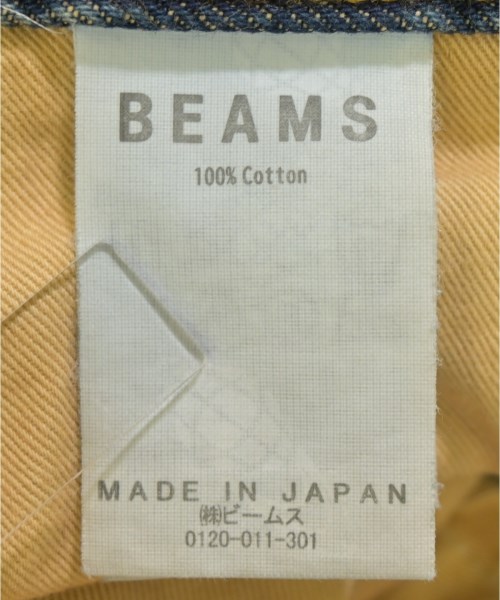 BEAMS
100% Cotton
MADE IN JAPAN
㈱ビームス
0120-011-301